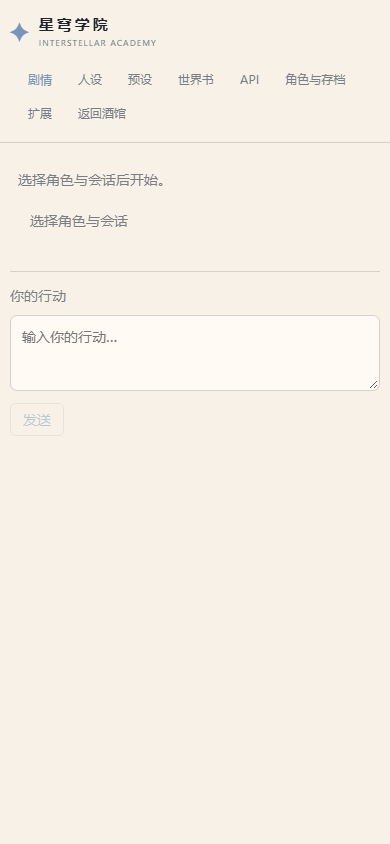 星穹学院
INTERSTELLAR ACADEMY
剧情 人设 预设 世界书 API 角色与存档
扩展 返回酒馆
选择角色与会话后开始。
选择角色与会话
你的行动
输入你的行动...
发送